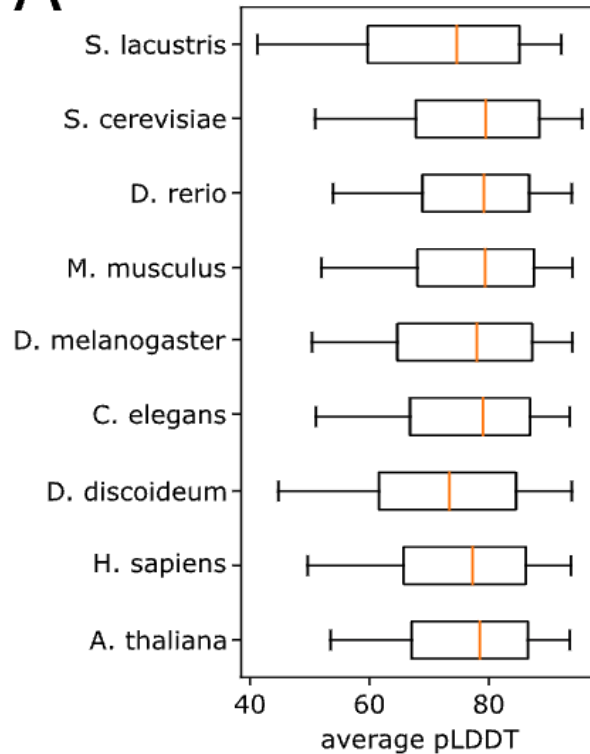 A
S. lacustris
S. cerevisiae
D. rerio
M. musculus
D. melanogaster
C. elegans
D. discoideum
H. sapiens
A. thaliana
40 60 80
average pLDDT